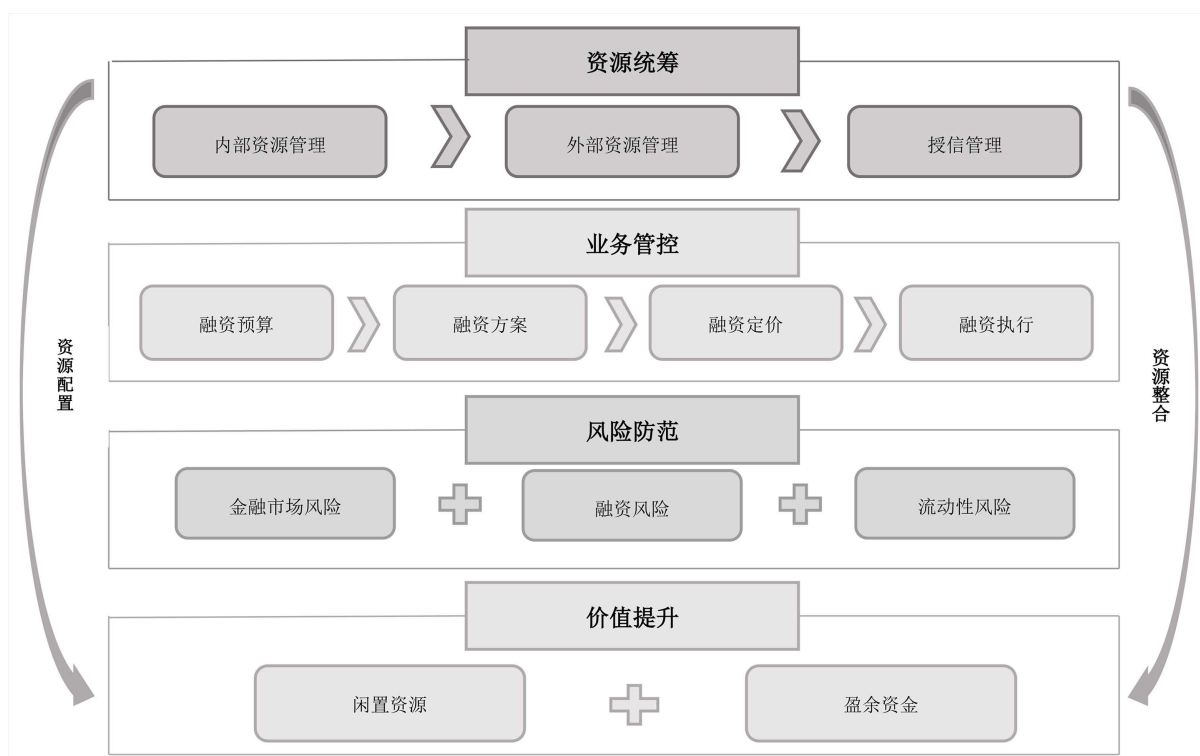 资源统筹
内部资源管理
外部资源管理
授信管理
业务管控
融资预算
融资方案
融资定价
融资执行
资源配置
资源整合
风险防范
金融市场风险
融资风险
流动性风险
价值提升
闲置资源
盈余资金